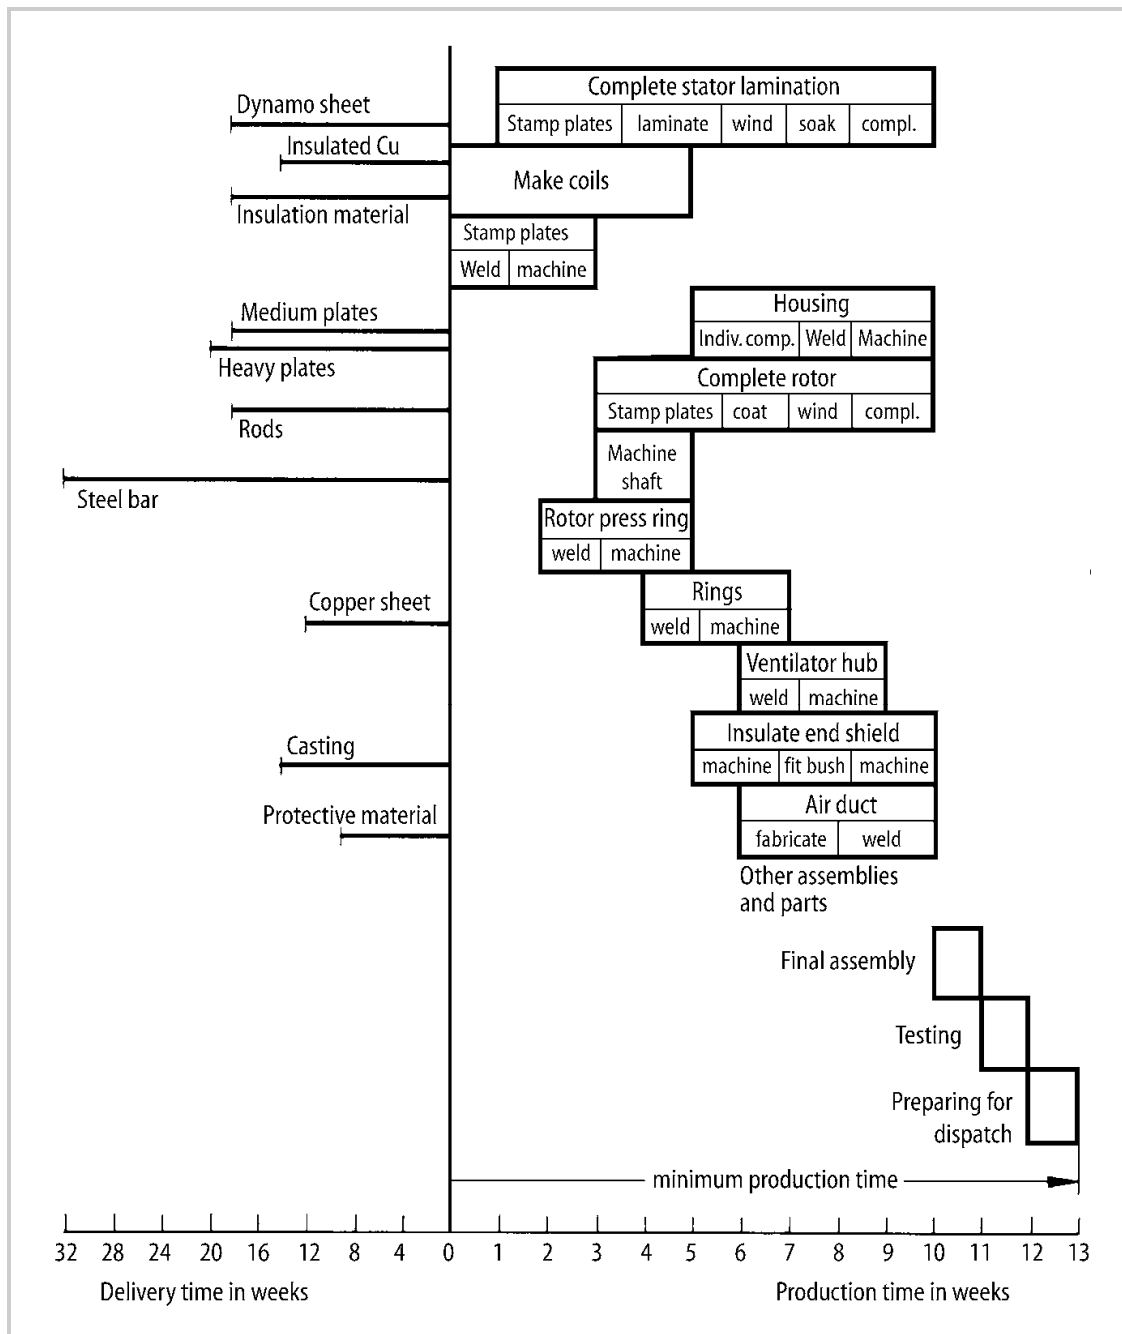 Complete stator lamination
Dynamo sheet
Stamp plates laminate wind soak compl.
Insulated Cu
Make coils
Insulation material
Stamp plates
Weld machine
Housing
Medium plates
Indiv. comp. Weld Machine
Heavy plates
Complete rotor
Stamp plates coat wind compl.
Rods
Machine
shaft
Steel bar
Rotor press ring
weld machine
Rings
Copper sheet
weld machine
Ventilator hub
weld machine
Insulate end shield
Casting
machine fit bush machine
Air duct
Protective material
fabricate weld
Other assemblies
and parts
Final assembly
Testing
Preparing for
dispatch
minimum production time
32 28 24 20 16 12 8 4 0 1 2 3 4 5 6 7 8 9 10 11 12 13
Delivery time in weeks Production time in weeks